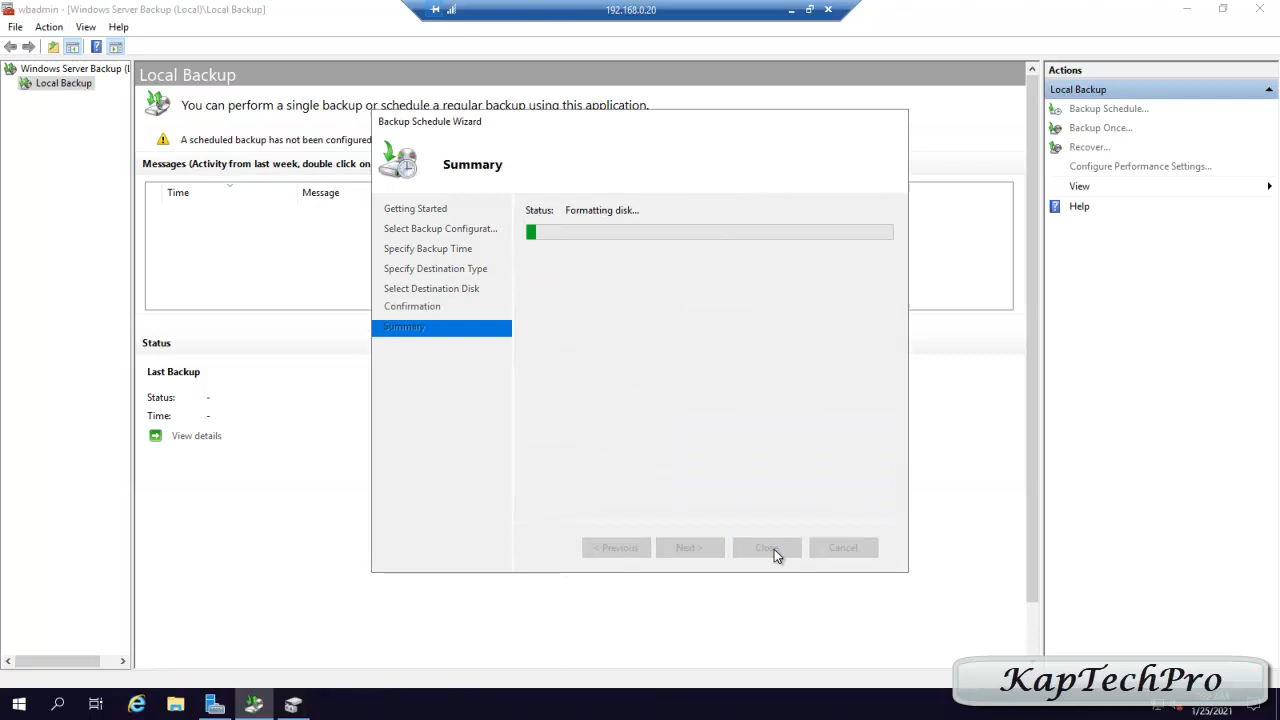 wbadmin - [Windows Server Backup (Local)\Local Backup]
192.168.0.20
File Action View Help
Windows Server Backup (L
Local Backup
Local Backup
You can perform a single backup or schedule a regular backup using this application.
A scheduled backup has not been configured
Messages (Activity from last week, double click on
Time Message
Status
Last Backup
Status: -
Time: -
View details
Backup Schedule Wizard
Summary
Getting Started
Select Backup Configurat...
Specify Backup Time
Specify Destination Type
Select Destination Disk
Confirmation
Summary
Status: Formatting disk...
< Previous Next > Close Cancel
Actions
Local Backup
Backup Schedule...
Backup Once...
Recover...
Configure Performance Settings...
View
Help
KapTechPro
1/25/2021